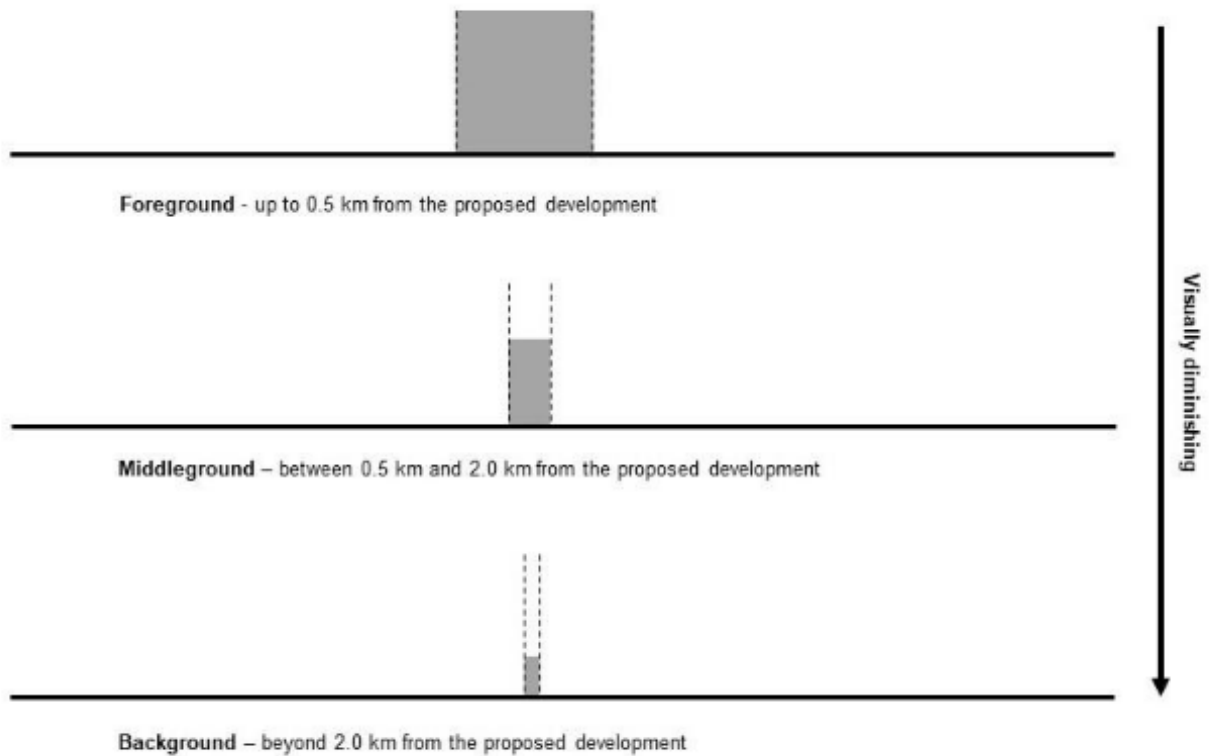 Foreground - up to 0.5 km from the proposed development
Visually diminishing
Middleground – between 0.5 km and 2.0 km from the proposed development
Background – beyond 2.0 km from the proposed development